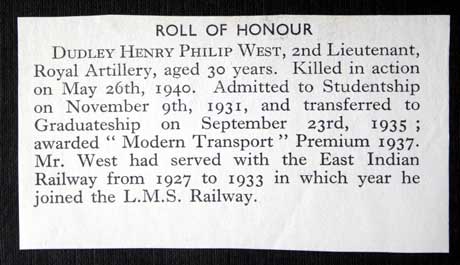 ROLL OF HONOUR
DUDLEY HENRY PHILIP WEST, 2nd Lieutenant,
Royal Artillery, aged 30 years. Killed in action
on May 26th, 1940. Admitted to Studentship
on November 9th, 1931, and transferred to
Graduateship on September 23rd, 1935 ;
awarded “ Modern Transport ” Premium 1937.
Mr. West had served with the East Indian
Railway from 1927 to 1933 in which year he
joined the L.M.S. Railway.